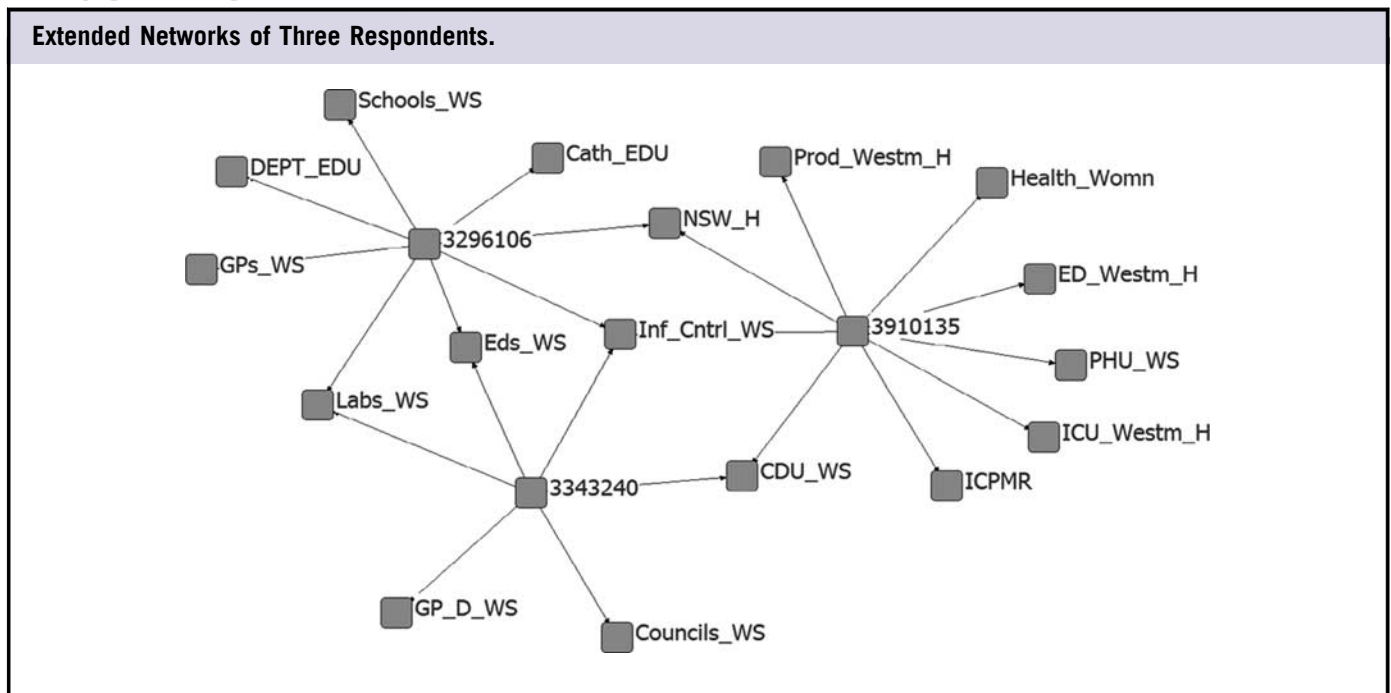 Extended Networks of Three Respondents.
Schools_WS
Cath_EDU
Prod_Westm_H
DEPT_EDU
Health_Womn
NSW_H
3296106
GPs_WS
ED_Westm_H
Inf_Cntrl_WS
3910135
Eds_WS
PHU_WS
Labs_WS
ICU_Westm_H
CDU_WS
ICPMR
3343240
GP_D_WS
Councils_WS